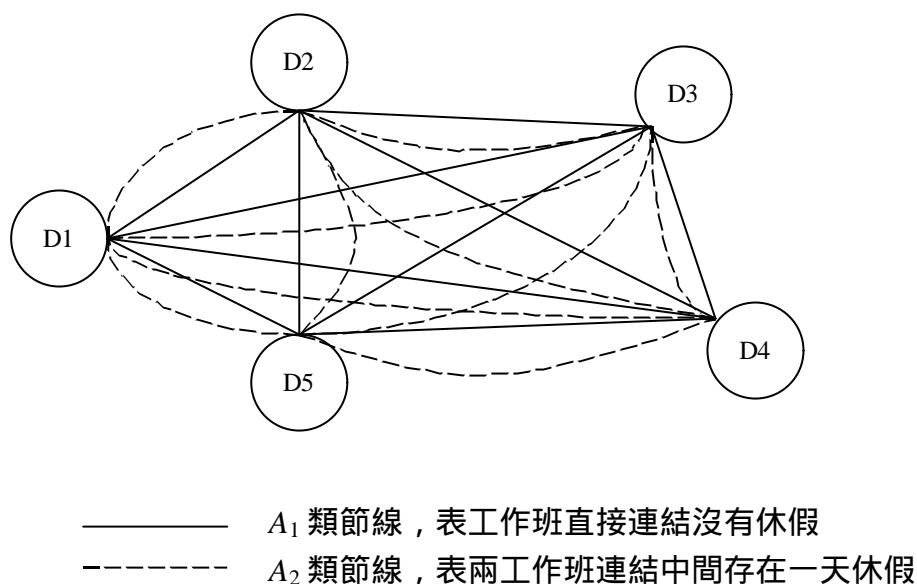 D2
D3
D1
D4
D5
A₁ 類節線，表工作班直接連結沒有休假
A₂ 類節線，表兩工作班連結中間存在一天休假